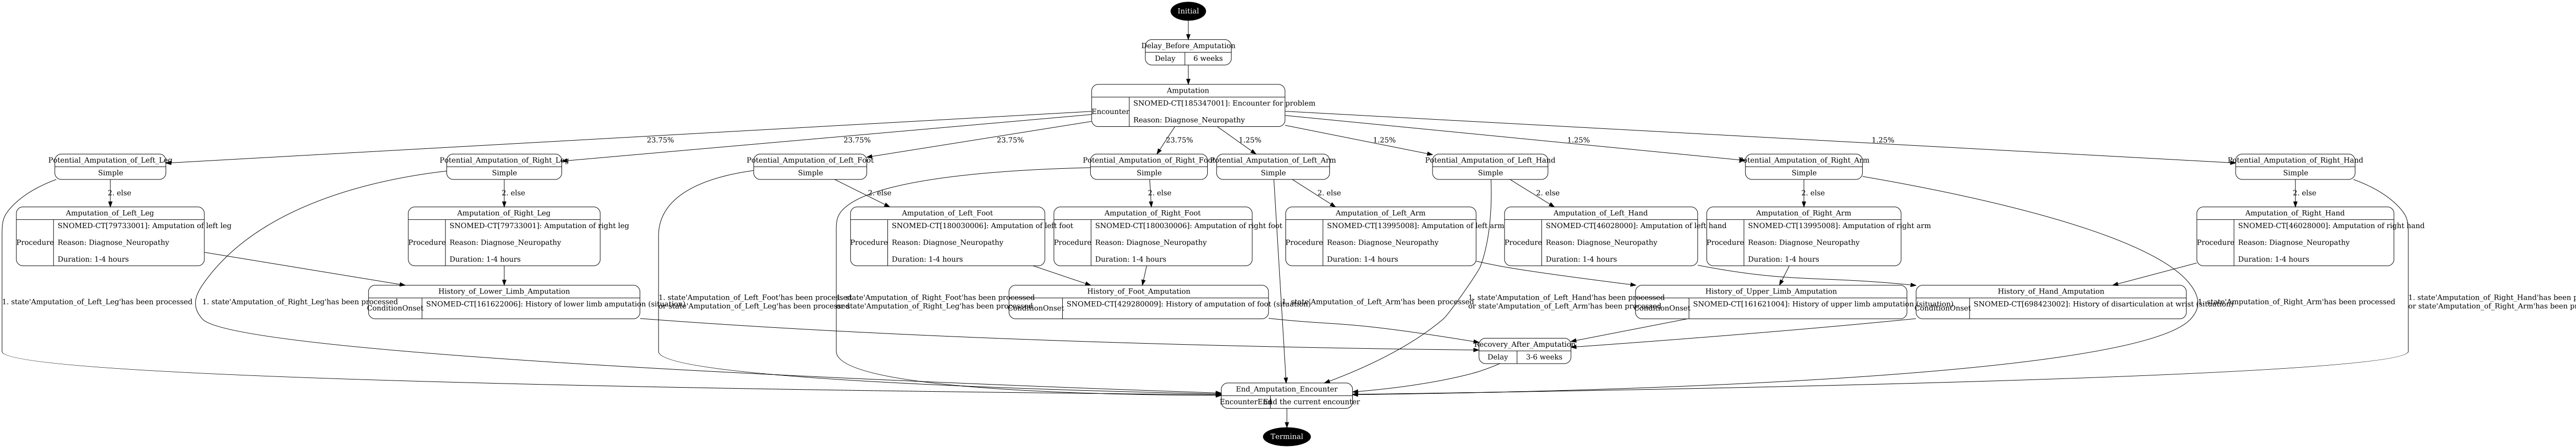 Initial
Delay_Before_Amputation
Delay 6 weeks
Amputation
Encounter
SNOMED-CT[185347001]: Encounter for problem
Reason: Diagnose_Neuropathy
23.75%
23.75%
23.75%
23.75%
1.25%
1.25%
1.25%
1.25%
Potential_Amputation_of_Left_Leg
Simple
Potential_Amputation_of_Right_Leg
Simple
Potential_Amputation_of_Left_Foot
Simple
Potential_Amputation_of_Right_Foot
Simple
Potential_Amputation_of_Left_Arm
Simple
Potential_Amputation_of_Left_Hand
Simple
Potential_Amputation_of_Right_Arm
Simple
Potential_Amputation_of_Right_Hand
Simple
2. else
2. else
2. else
2. else
2. else
2. else
2. else
2. else
Amputation_of_Left_Leg
Procedure
SNOMED-CT[79733001]: Amputation of left leg
Reason: Diagnose_Neuropathy
Duration: 1-4 hours
Amputation_of_Right_Leg
Procedure
SNOMED-CT[79733001]: Amputation of right leg
Reason: Diagnose_Neuropathy
Duration: 1-4 hours
Amputation_of_Left_Foot
Procedure
SNOMED-CT[180030006]: Amputation of left foot
Reason: Diagnose_Neuropathy
Duration: 1-4 hours
Amputation_of_Right_Foot
Procedure
SNOMED-CT[180030006]: Amputation of right foot
Reason: Diagnose_Neuropathy
Duration: 1-4 hours
Amputation_of_Left_Arm
Procedure
SNOMED-CT[13995008]: Amputation of left arm
Reason: Diagnose_Neuropathy
Duration: 1-4 hours
Amputation_of_Left_Hand
Procedure
SNOMED-CT[46028000]: Amputation of left hand
Reason: Diagnose_Neuropathy
Duration: 1-4 hours
Amputation_of_Right_Arm
Procedure
SNOMED-CT[13995008]: Amputation of right arm
Reason: Diagnose_Neuropathy
Duration: 1-4 hours
Amputation_of_Right_Hand
Procedure
SNOMED-CT[46028000]: Amputation of right hand
Reason: Diagnose_Neuropathy
Duration: 1-4 hours
1. state'Amputation_of_Left_Leg'has been processed
1. state'Amputation_of_Right_Leg'has been processed
History_of_Lower_Limb_Amputation
ConditionOnset
SNOMED-CT[161622006]: History of lower limb amputation (situation)
1. state'Amputation_of_Left_Foot'has been processed
or state'Amputation_of_Left_Leg'has been processed
1. state'Amputation_of_Right_Foot'has been processed
or state'Amputation_of_Right_Leg'has been processed
History_of_Foot_Amputation
ConditionOnset
SNOMED-CT[429280009]: History of amputation of foot (situation)
1. state'Amputation_of_Left_Arm'has been processed
1. state'Amputation_of_Left_Hand'has been processed
or state'Amputation_of_Left_Arm'has been processed
History_of_Upper_Limb_Amputation
ConditionOnset
SNOMED-CT[161621004]: History of upper limb amputation (situation)
History_of_Hand_Amputation
ConditionOnset
SNOMED-CT[698423002]: History of disarticulation at wrist (situation)
1. state'Amputation_of_Right_Arm'has been processed
1. state'Amputation_of_Right_Hand'has been p
or state'Amputation_of_Right_Arm'has been p
Recovery_After_Amputation
Delay 3-6 weeks
End_Amputation_Encounter
EncounterEnd End the current encounter
Terminal